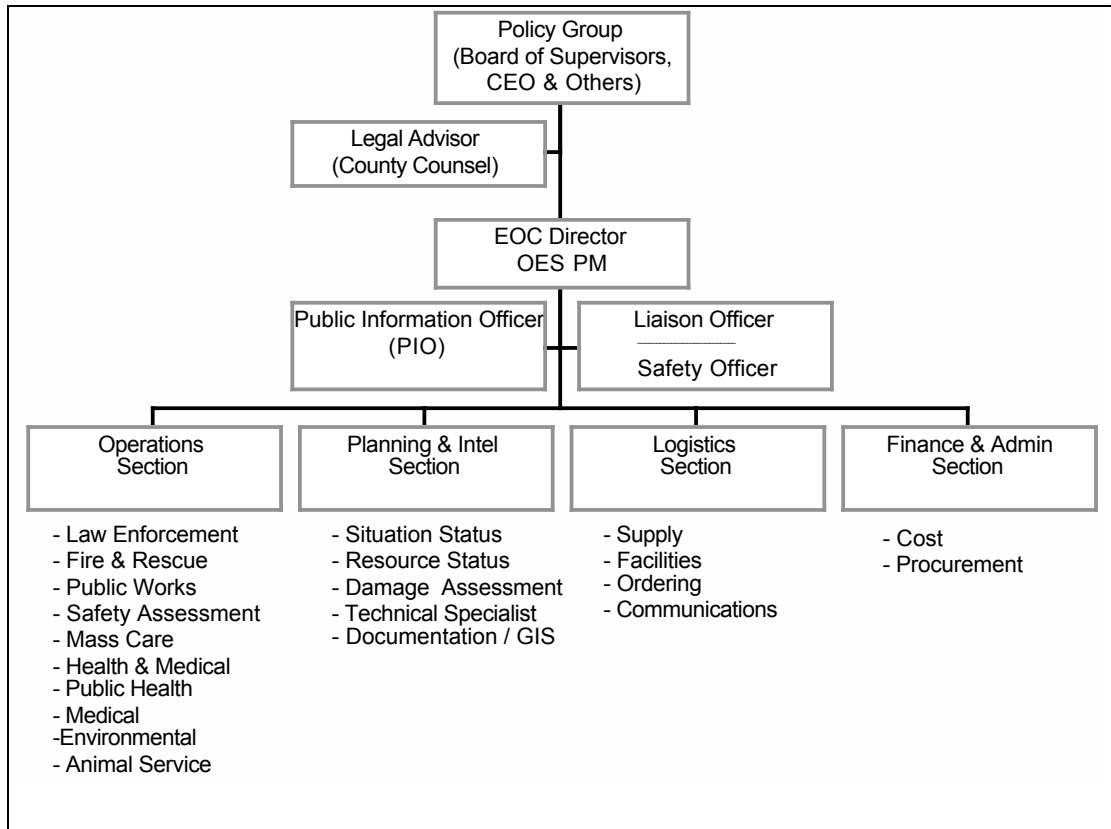 Policy Group
(Board of Supervisors,
CEO & Others)
Legal Advisor
(County Counsel)
EOC Director
OES PM
Public Information Officer
(PIO)
Liaison Officer
Safety Officer
Operations
Section
Planning & Intel
Section
Logistics
Section
Finance & Admin
Section
- Law Enforcement
- Fire & Rescue
- Public Works
- Safety Assessment
- Mass Care
- Health & Medical
- Public Health
- Medical
-Environmental
- Animal Service
- Situation Status
- Resource Status
- Damage Assessment
- Technical Specialist
- Documentation / GIS
- Supply
- Facilities
- Ordering
- Communications
- Cost
- Procurement